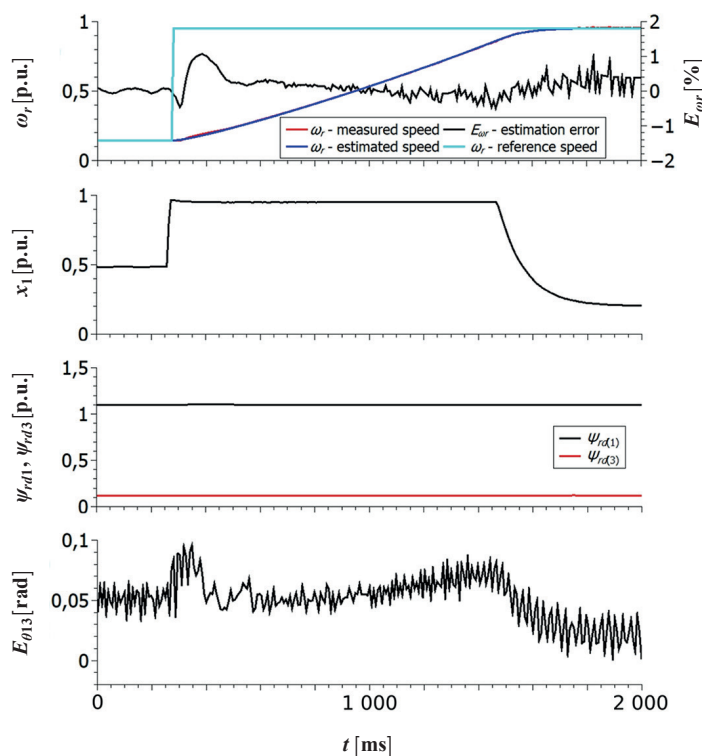 ω_r [p.u.]
1
0,5
0
2
1
0
−1
−2
E_ωr [%]
ω_r - measured speed
E_ωr - estimation error
ω_r - estimated speed
ω_r - reference speed
x_1 [p.u.]
1
0,5
0
ψ_rd1, ψ_rd3 [p.u.]
1,5
1
0,5
0
ψ_rd(1)
ψ_rd(3)
E_θ13 [rad]
0,1
0,05
0
0
1 000
2 000
t [ms]